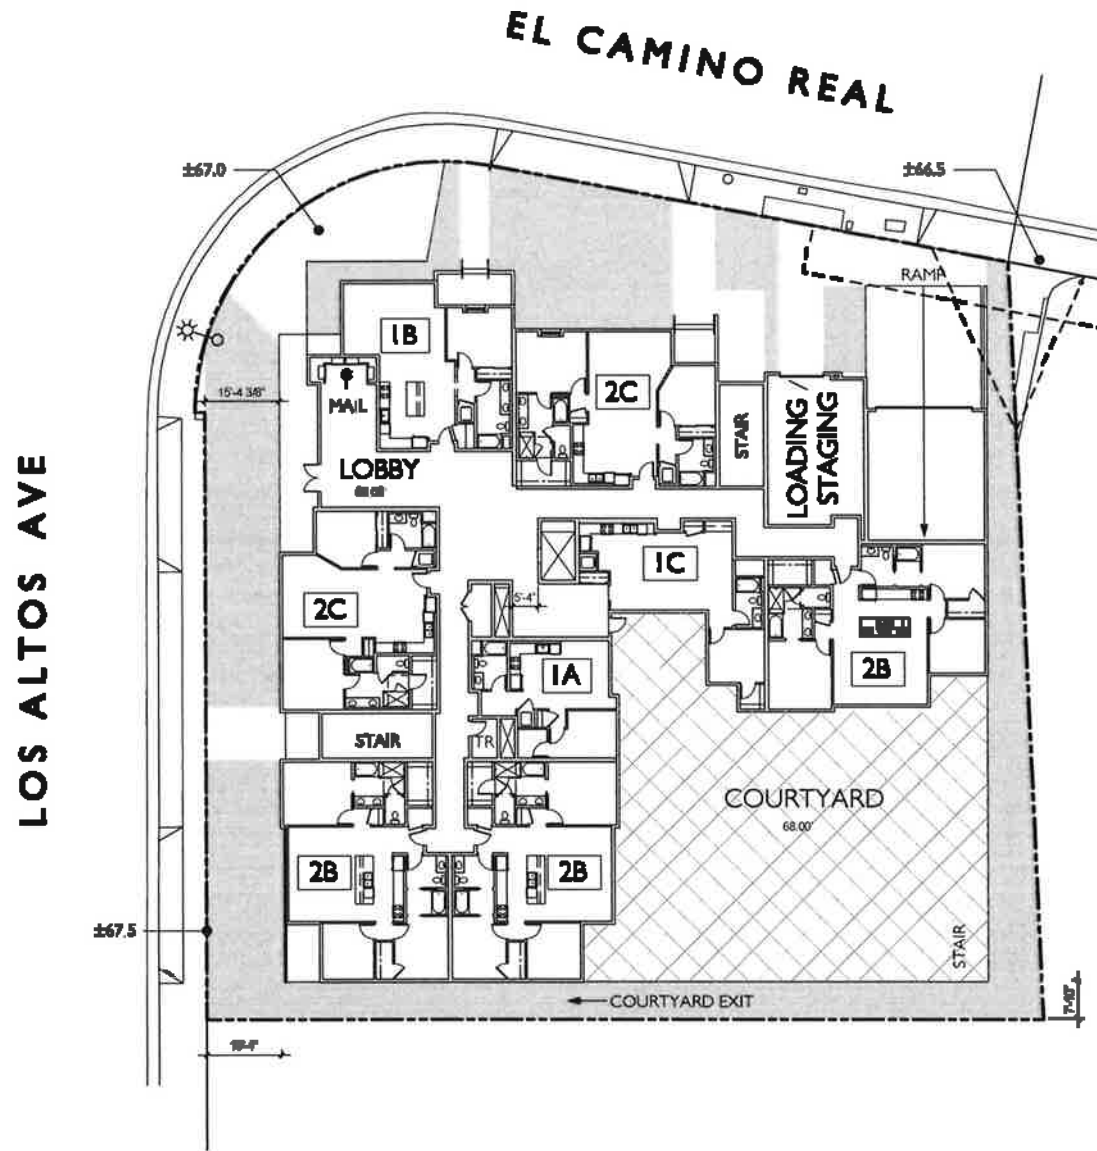 EL CAMINO REAL
±67.0
±66.5
RAMP
1B
15'-4 3/8"
MAIL
2C
STAIR
LOADING
STAGING
LOBBY
1C
5'-4"
2C
2B
1A
STAIR
TR
COURTYARD
68.00'
2B
2B
LOS ALTOS AVE
±67.5
STAIR
COURTYARD EXIT
7'-10"